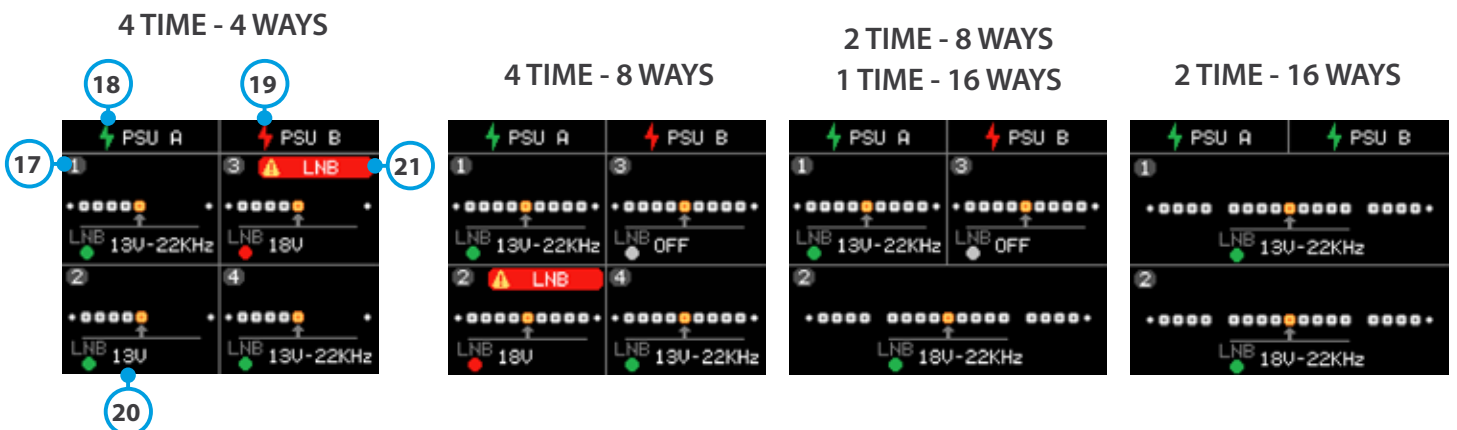 4 TIME - 4 WAYS
18
19
17
PSU A
PSU B
1
3
LNB
21
LNB 13V-22KHz
LNB 18V
2
4
LNB 13V
LNB 13V-22KHz
20
4 TIME - 8 WAYS
PSU A
PSU B
1
3
LNB 13V-22KHz
LNB OFF
2
LNB
4
LNB 18V
LNB 13V-22KHz
2 TIME - 8 WAYS
1 TIME - 16 WAYS
PSU A
PSU B
1
3
LNB 13V-22KHz
LNB OFF
2
LNB 18V-22KHz
2 TIME - 16 WAYS
PSU A
PSU B
1
LNB 13V-22KHz
2
LNB 18V-22KHz